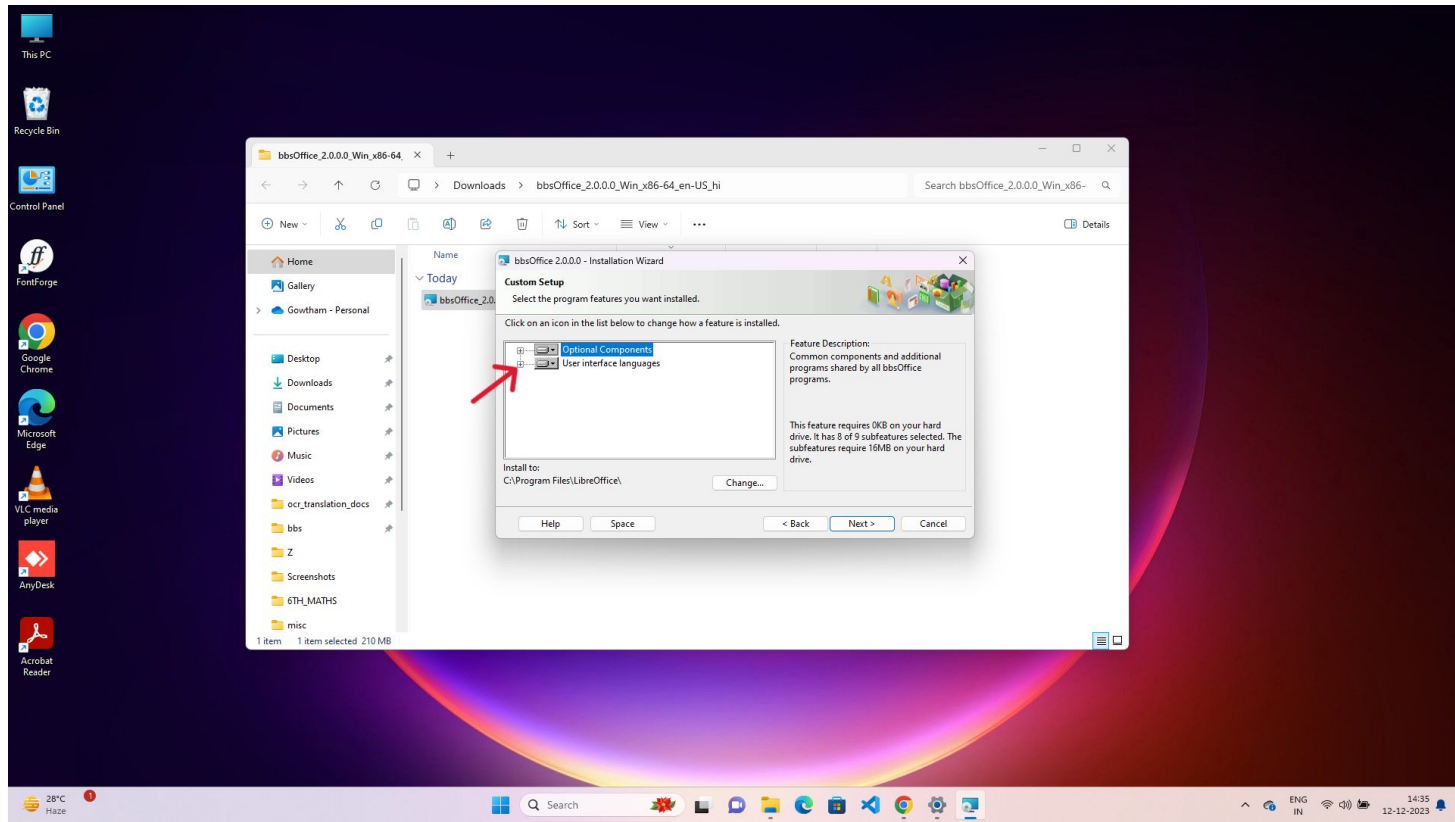 This PC
Recycle Bin
Control Panel
FontForge
Google
Chrome
Microsoft
Edge
VLC media
player
AnyDesk
Acrobat
Reader
bbsOffice_2.0.0.0_Win_x86-64_
Downloads > bbsOffice_2.0.0.0_Win_x86-64_en-US_hi
Search bbsOffice_2.0.0.0_Win_x86-
New
Sort
View
Details
Home
Gallery
Gowtham - Personal
Desktop
Downloads
Documents
Pictures
Music
Videos
ocr_translation_docs
bbs
Z
Screenshots
6TH_MATHS
misc
Name
Today
bbsOffice_2.0.
1 item 1 item selected 210 MB
bbsOffice 2.0.0.0 - Installation Wizard
Custom Setup
Select the program features you want installed.
Click on an icon in the list below to change how a feature is installed.
Optional Components
User interface languages
Feature Description:
Common components and additional
programs shared by all bbsOffice
programs.
This feature requires 0KB on your hard
drive. It has 8 of 9 subfeatures selected. The
subfeatures require 16MB on your hard
drive.
Install to:
C:\Program Files\LibreOffice\
Change...
Help
Space
< Back
Next >
Cancel
28°C
Haze
1
Search
ENG
IN
14:35
12-12-2023